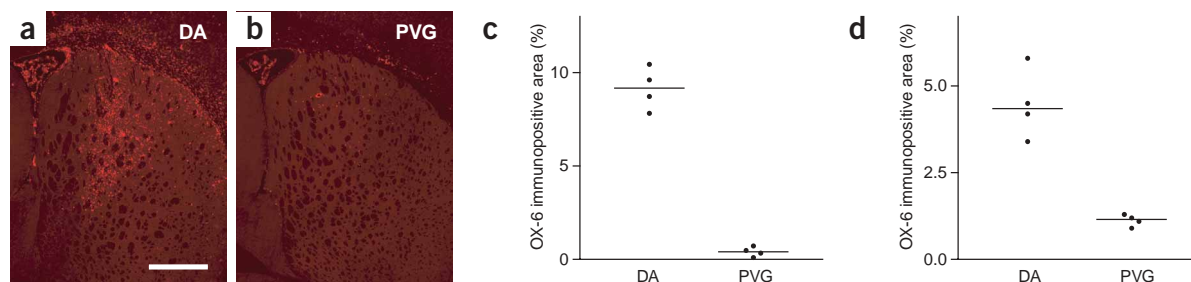 a
DA
b
PVG
c
OX-6 immunopositive area (%)
10
5
0
DA
PVG
d
OX-6 immunopositive area (%)
5.0
2.5
0.0
DA
PVG